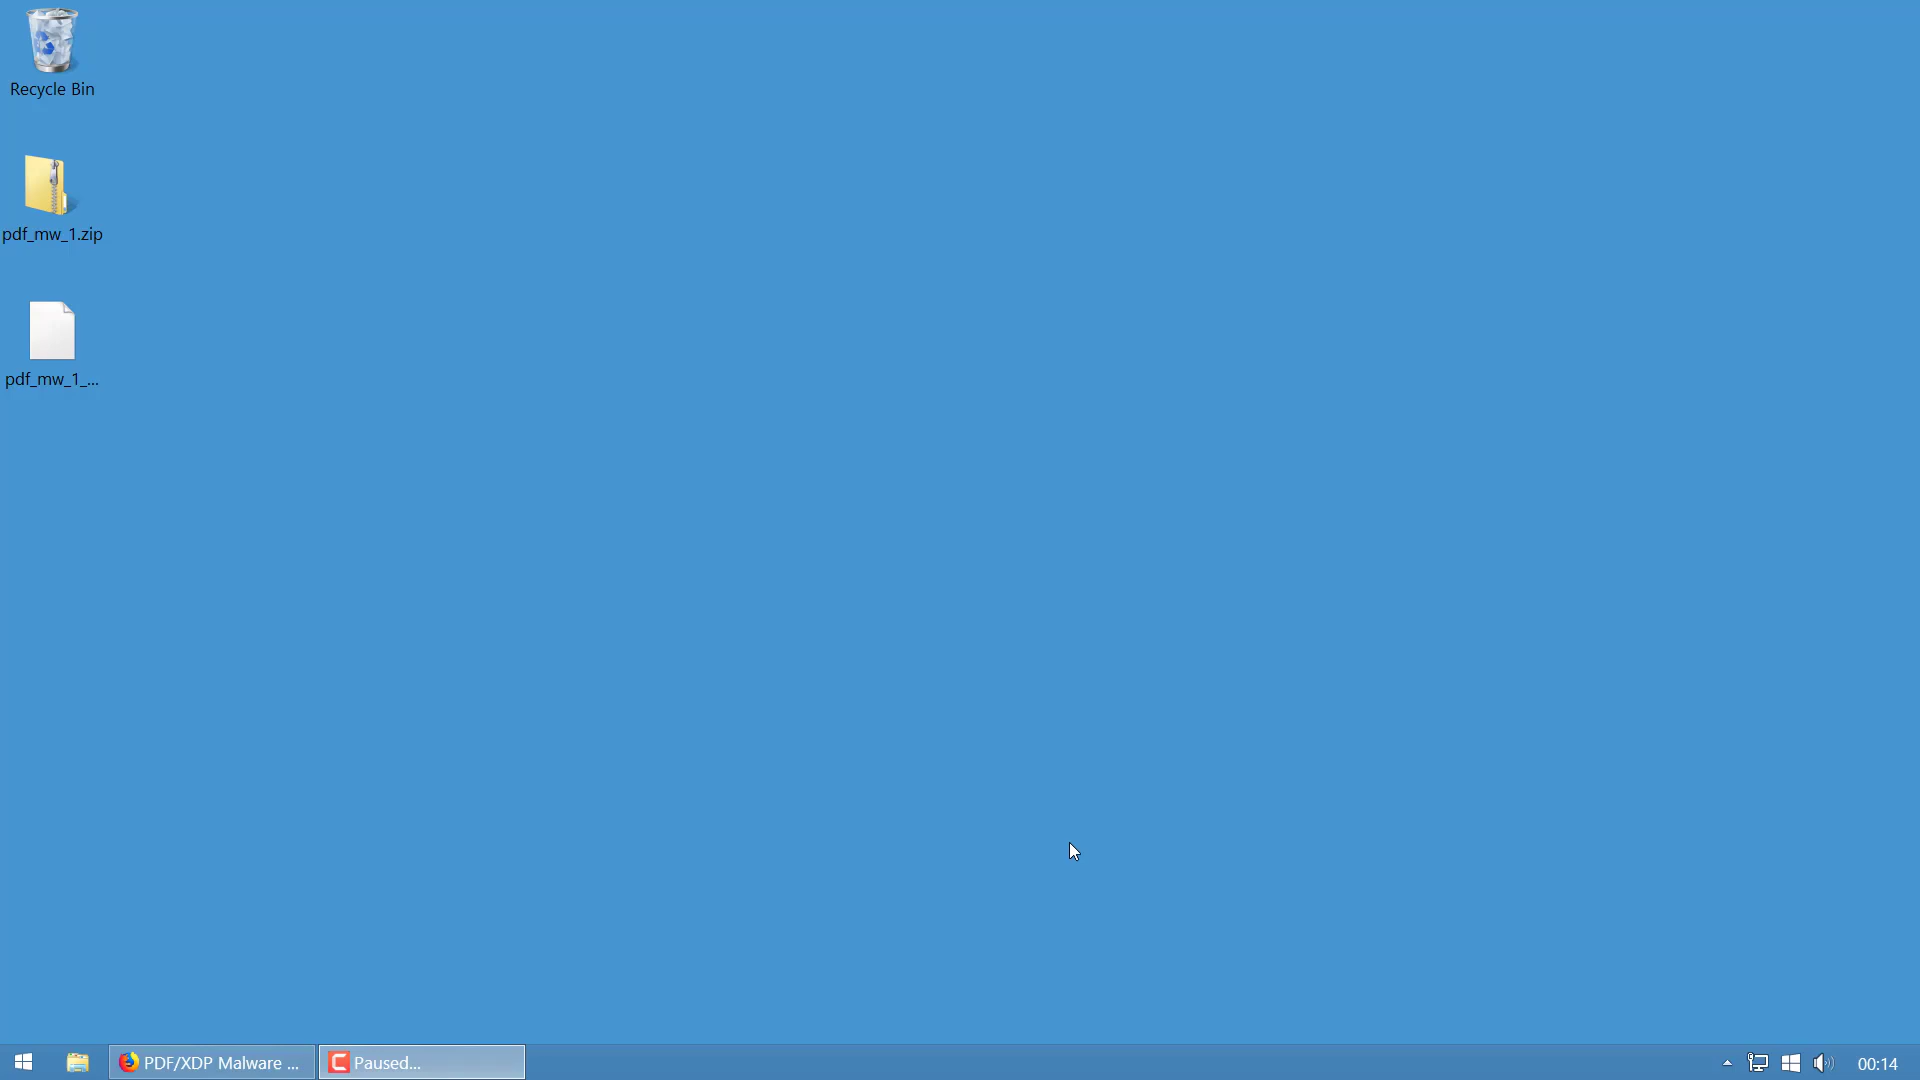 Recycle Bin
pdf_mw_1.zip
pdf_mw_1_...
PDF/XDP Malware ...
Paused...
00:14